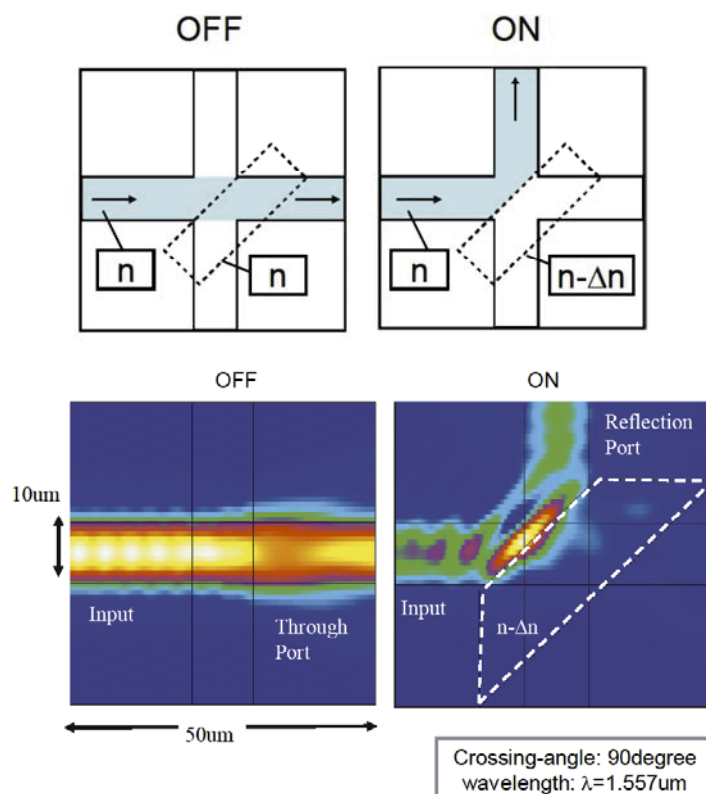 OFF
ON
n
n
n
n-Δn
OFF
ON
10um
Input
Through
Port
50um
Reflection
Port
Input
n-Δn
Crossing-angle: 90degree
wavelength: λ=1.557um